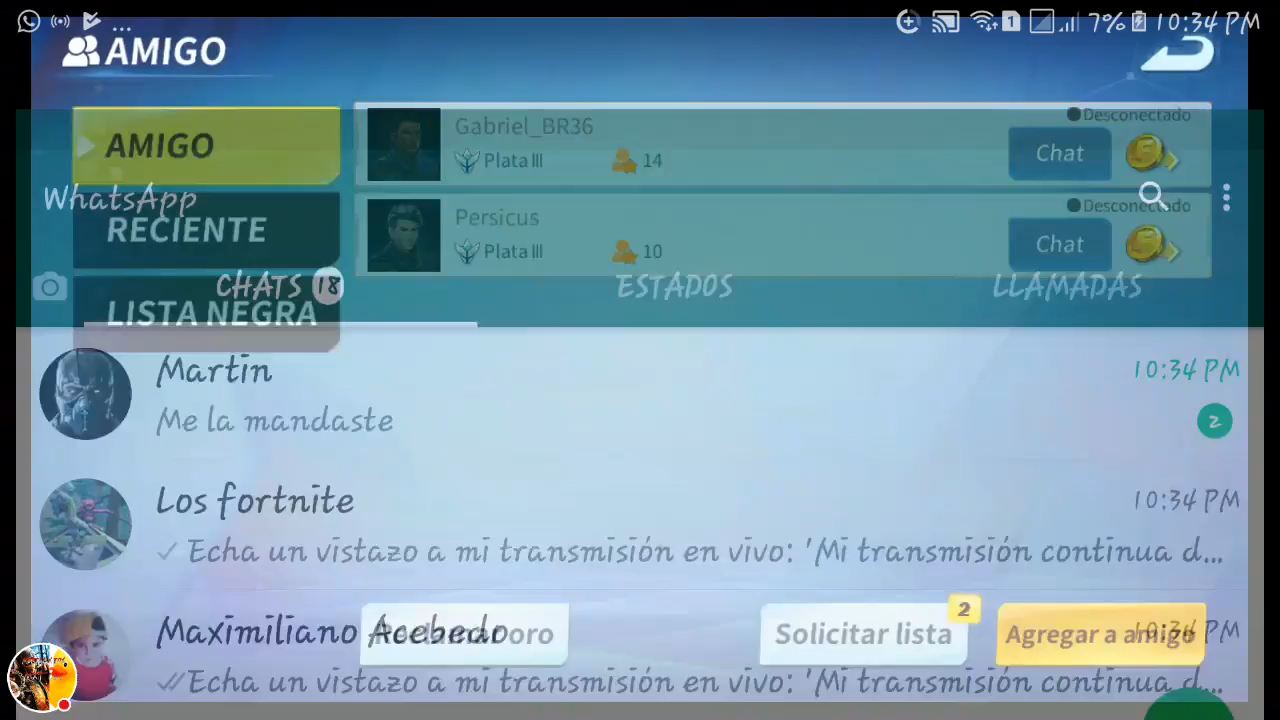 7% 10:34 PM
AMIGO
AMIGO
Gabriel_BR36
Desconectado
Plata III
14
Chat
WhatsApp
RECIENTE
Persicus
Desconectado
Plata III
10
Chat
CHATS 18
ESTADOS
LLAMADAS
LISTA NEGRA
Martin
10:34 PM
Me la mandaste
2
Los fortnite
10:34 PM
✓ Echa un vistazo a mi transmisión en vivo: 'Mi transmisión continua d...
Maximiliano Acebedo
oro
Solicitar lista
2
Agregar a amigo
PM
✓✓ Echa un vistazo a mi transmisión en vivo: 'Mi transmisión continua d...